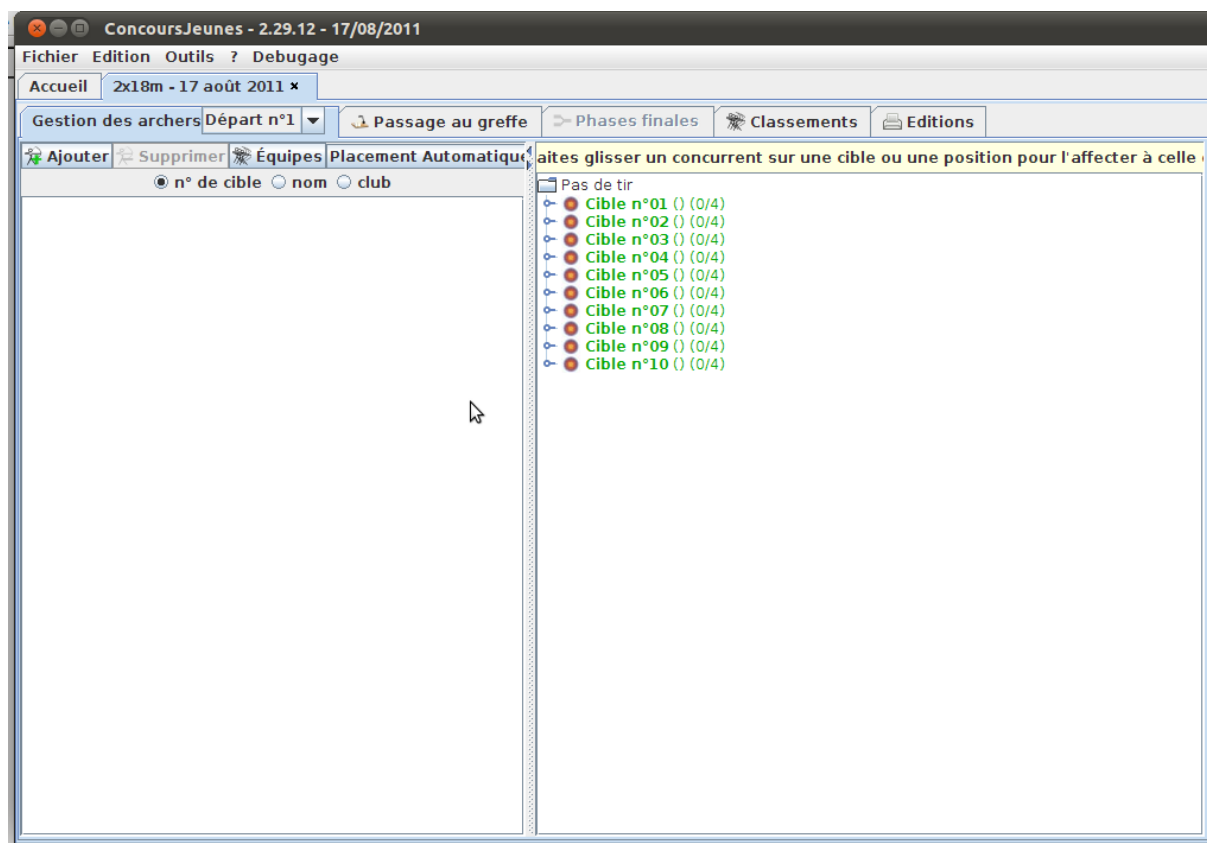 ConcoursJeunes - 2.29.12 - 17/08/2011
Fichier Edition Outils ? Debugage
Accueil 2x18m - 17 août 2011 ×
Gestion des archers Départ n°1 Passage au greffe Phases finales Classements Editions
Ajouter Supprimer Équipes Placement Automatique
aites glisser un concurrent sur une cible ou une position pour l'affecter à celle
n° de cible nom club
Pas de tir
Cible n°01 () (0/4)
Cible n°02 () (0/4)
Cible n°03 () (0/4)
Cible n°04 () (0/4)
Cible n°05 () (0/4)
Cible n°06 () (0/4)
Cible n°07 () (0/4)
Cible n°08 () (0/4)
Cible n°09 () (0/4)
Cible n°10 () (0/4)